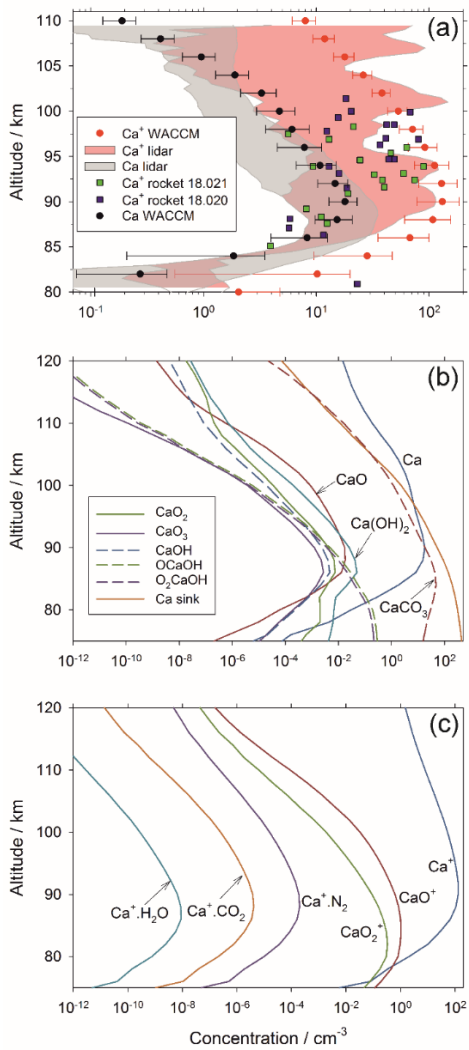 (a)
110
105
100
95
90
85
80
Altitude / km
Ca⁺ WACCM
Ca⁺ lidar
Ca lidar
Ca⁺ rocket 18.021
Ca⁺ rocket 18.020
Ca WACCM
10⁻¹ 10⁰ 10¹ 10²
(b)
120
110
100
90
80
Altitude / km
Ca
CaO
Ca(OH)₂
CaCO₃
CaO₂
CaO₃
CaOH
OCaOH
O₂CaOH
Ca sink
10⁻¹² 10⁻¹⁰ 10⁻⁸ 10⁻⁶ 10⁻⁴ 10⁻² 10⁰ 10²
(c)
120
110
100
90
80
Altitude / km
Ca⁺.H₂O
Ca⁺.CO₂
Ca⁺.N₂
CaO₂⁺
CaO⁺
Ca⁺
10⁻¹² 10⁻¹⁰ 10⁻⁸ 10⁻⁶ 10⁻⁴ 10⁻² 10⁰ 10²
Concentration / cm⁻³